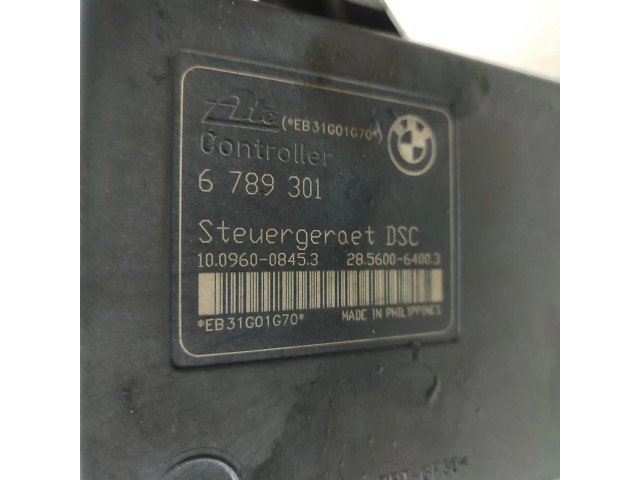 Ate (*EB31G01G70*)
Controller
6 789 301
Steuergeraet DSC
10.0960-0845.3 28.5600-6400.3
*EB31G01G70* MADE IN PHILIPPINES